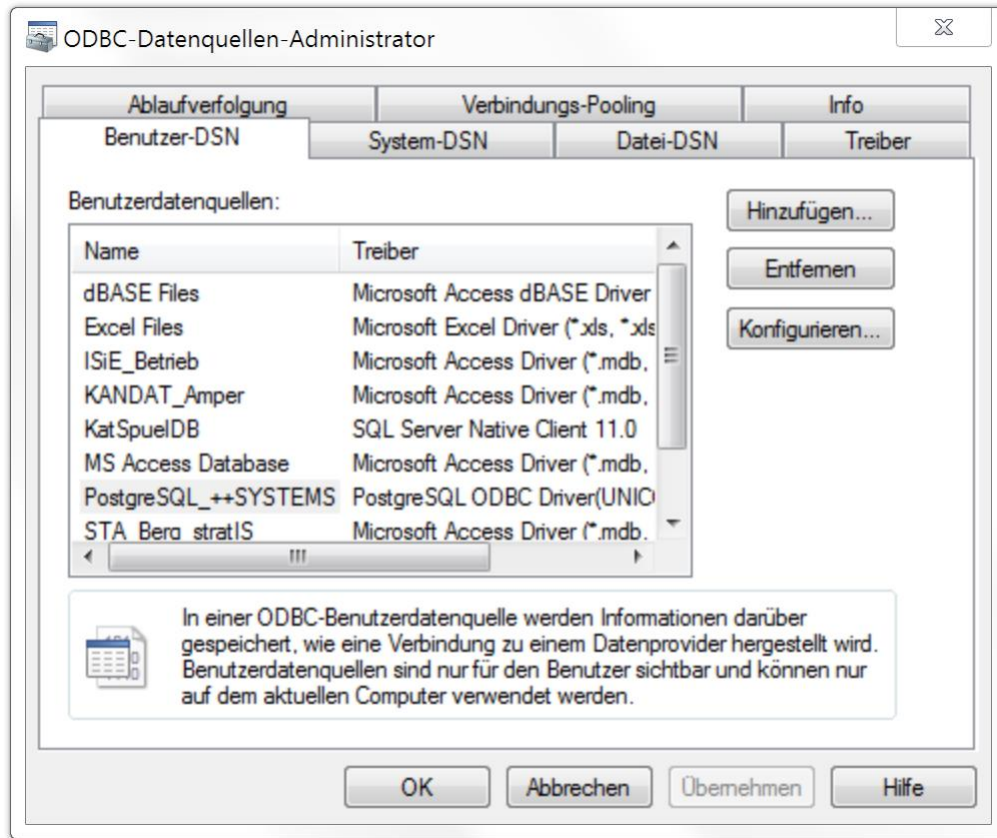 ODBC-Datenquellen-Administrator
Ablaufverfolgung Verbindungs-Pooling Info
Benutzer-DSN System-DSN Datei-DSN Treiber
Benutzerdatenquellen:
Name Treiber
dBASE Files Microsoft Access dBASE Driver
Excel Files Microsoft Excel Driver (*.xls, *.xls
ISiE_Betrieb Microsoft Access Driver (*.mdb,
KANDAT_Amper Microsoft Access Driver (*.mdb,
KatSpuelDB SQL Server Native Client 11.0
MS Access Database Microsoft Access Driver (*.mdb,
PostgreSQL_++SYSTEMS PostgreSQL ODBC Driver(UNIC
STA_Berg_stratIS Microsoft Access Driver (*.mdb,
Hinzufügen...
Entfernen
Konfigurieren...
In einer ODBC-Benutzerdatenquelle werden Informationen darüber
gespeichert, wie eine Verbindung zu einem Datenprovider hergestellt wird.
Benutzerdatenquellen sind nur für den Benutzer sichtbar und können nur
auf dem aktuellen Computer verwendet werden.
OK Abbrechen Übernehmen Hilfe